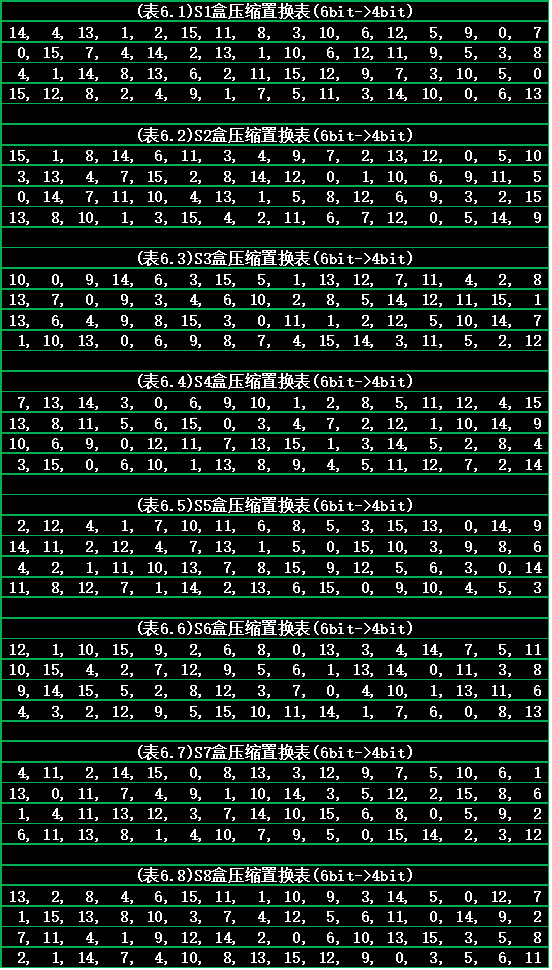 (表6.1)S1盒压缩置换表(6bit->4bit)
14, 4, 13, 1, 2, 15, 11, 8, 3, 10, 6, 12, 5, 9, 0, 7
0, 15, 7, 4, 14, 2, 13, 1, 10, 6, 12, 11, 9, 5, 3, 8
4, 1, 14, 8, 13, 6, 2, 11, 15, 12, 9, 7, 3, 10, 5, 0
15, 12, 8, 2, 4, 9, 1, 7, 5, 11, 3, 14, 10, 0, 6, 13
(表6.2)S2盒压缩置换表(6bit->4bit)
15, 1, 8, 14, 6, 11, 3, 4, 9, 7, 2, 13, 12, 0, 5, 10
3, 13, 4, 7, 15, 2, 8, 14, 12, 0, 1, 10, 6, 9, 11, 5
0, 14, 7, 11, 10, 4, 13, 1, 5, 8, 12, 6, 9, 3, 2, 15
13, 8, 10, 1, 3, 15, 4, 2, 11, 6, 7, 12, 0, 5, 14, 9
(表6.3)S3盒压缩置换表(6bit->4bit)
10, 0, 9, 14, 6, 3, 15, 5, 1, 13, 12, 7, 11, 4, 2, 8
13, 7, 0, 9, 3, 4, 6, 10, 2, 8, 5, 14, 12, 11, 15, 1
13, 6, 4, 9, 8, 15, 3, 0, 11, 1, 2, 12, 5, 10, 14, 7
1, 10, 13, 0, 6, 9, 8, 7, 4, 15, 14, 3, 11, 5, 2, 12
(表6.4)S4盒压缩置换表(6bit->4bit)
7, 13, 14, 3, 0, 6, 9, 10, 1, 2, 8, 5, 11, 12, 4, 15
13, 8, 11, 5, 6, 15, 0, 3, 4, 7, 2, 12, 1, 10, 14, 9
10, 6, 9, 0, 12, 11, 7, 13, 15, 1, 3, 14, 5, 2, 8, 4
3, 15, 0, 6, 10, 1, 13, 8, 9, 4, 5, 11, 12, 7, 2, 14
(表6.5)S5盒压缩置换表(6bit->4bit)
2, 12, 4, 1, 7, 10, 11, 6, 8, 5, 3, 15, 13, 0, 14, 9
14, 11, 2, 12, 4, 7, 13, 1, 5, 0, 15, 10, 3, 9, 8, 6
4, 2, 1, 11, 10, 13, 7, 8, 15, 9, 12, 5, 6, 3, 0, 14
11, 8, 12, 7, 1, 14, 2, 13, 6, 15, 0, 9, 10, 4, 5, 3
(表6.6)S6盒压缩置换表(6bit->4bit)
12, 1, 10, 15, 9, 2, 6, 8, 0, 13, 3, 4, 14, 7, 5, 11
10, 15, 4, 2, 7, 12, 9, 5, 6, 1, 13, 14, 0, 11, 3, 8
9, 14, 15, 5, 2, 8, 12, 3, 7, 0, 4, 10, 1, 13, 11, 6
4, 3, 2, 12, 9, 5, 15, 10, 11, 14, 1, 7, 6, 0, 8, 13
(表6.7)S7盒压缩置换表(6bit->4bit)
4, 11, 2, 14, 15, 0, 8, 13, 3, 12, 9, 7, 5, 10, 6, 1
13, 0, 11, 7, 4, 9, 1, 10, 14, 3, 5, 12, 2, 15, 8, 6
1, 4, 11, 13, 12, 3, 7, 14, 10, 15, 6, 8, 0, 5, 9, 2
6, 11, 13, 8, 1, 4, 10, 7, 9, 5, 0, 15, 14, 2, 3, 12
(表6.8)S8盒压缩置换表(6bit->4bit)
13, 2, 8, 4, 6, 15, 11, 1, 10, 9, 3, 14, 5, 0, 12, 7
1, 15, 13, 8, 10, 3, 7, 4, 12, 5, 6, 11, 0, 14, 9, 2
7, 11, 4, 1, 9, 12, 14, 2, 0, 6, 10, 13, 15, 3, 5, 8
2, 1, 14, 7, 4, 10, 8, 13, 15, 12, 9, 0, 3, 5, 6, 11